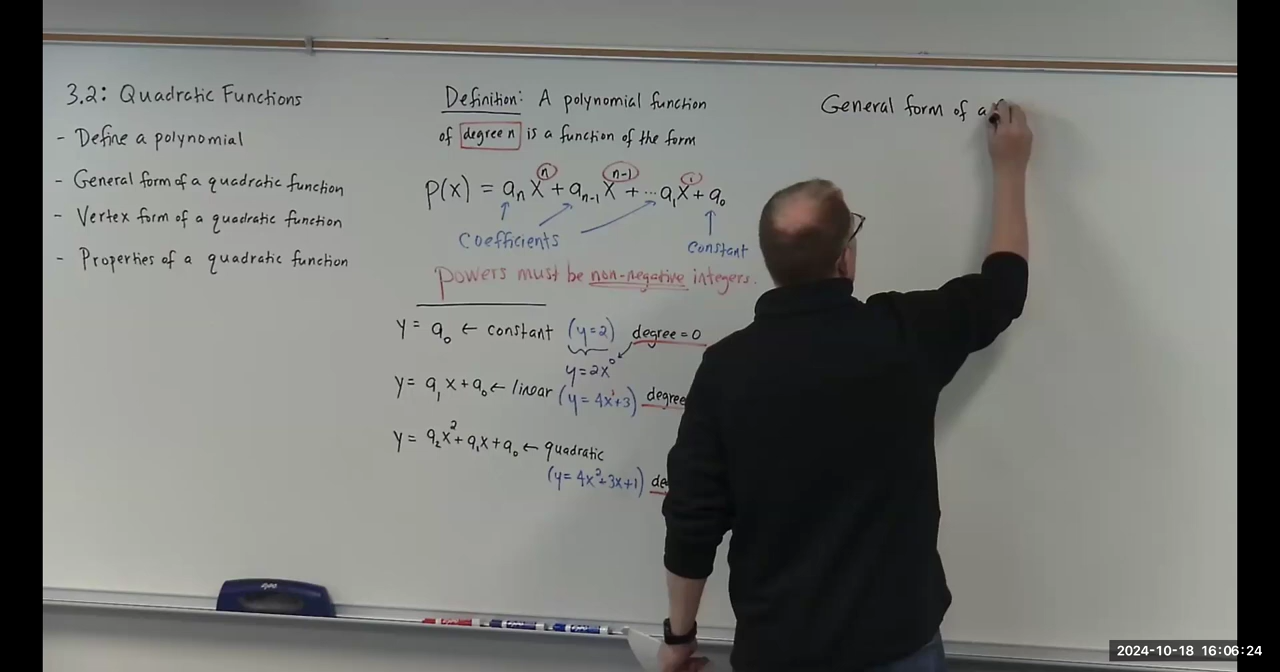 3.2: Quadratic Functions
- Define a polynomial
- General form of a quadratic function
- Vertex form of a quadratic function
- Properties of a quadratic function
Definition: A polynomial function
of degree n is a function of the form
P(x) = aₙxⁿ + aₙ₋₁xⁿ⁻¹ + ... a₁x¹ + a₀
Coefficients
Constant
Powers must be non-negative integers.
y = a₀ ← constant (y=2) degree = 0
y = 2x⁰
y = a₁x + a₀ ← linear (y = 4x¹+3) degree
y = a₂x² + a₁x + a₀ ← quadratic
(y = 4x²+3x+1) de
General form of a
expo
2024-10-18 16:06:24